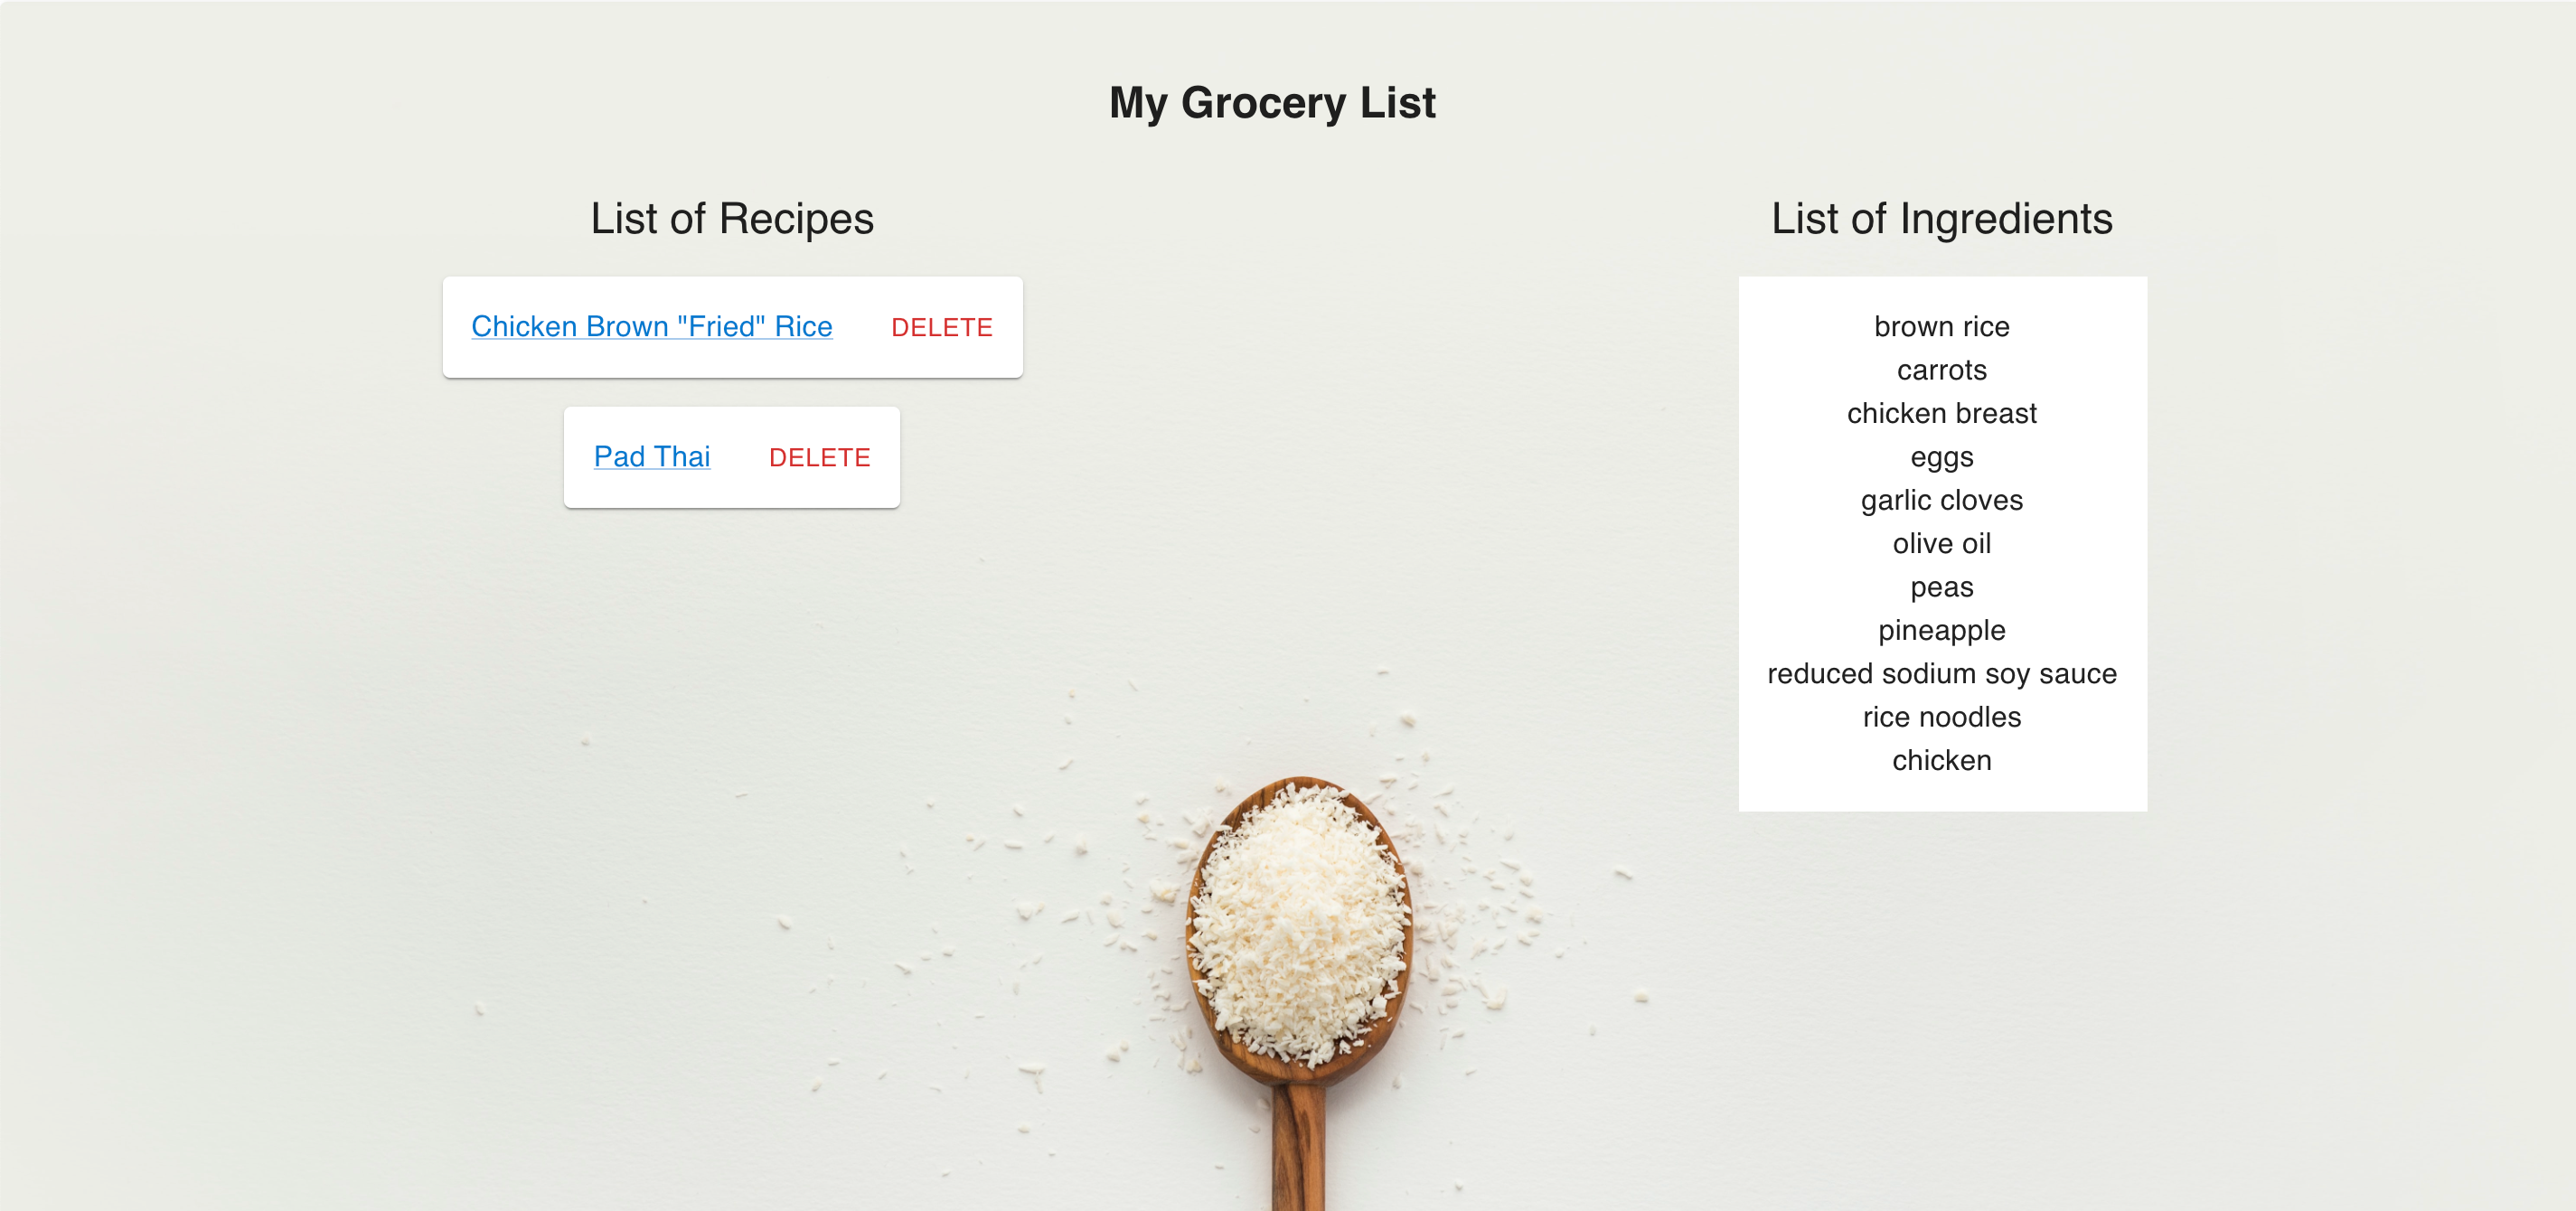 My Grocery List
List of Recipes
Chicken Brown "Fried" Rice DELETE
Pad Thai DELETE
List of Ingredients
brown rice
carrots
chicken breast
eggs
garlic cloves
olive oil
peas
pineapple
reduced sodium soy sauce
rice noodles
chicken